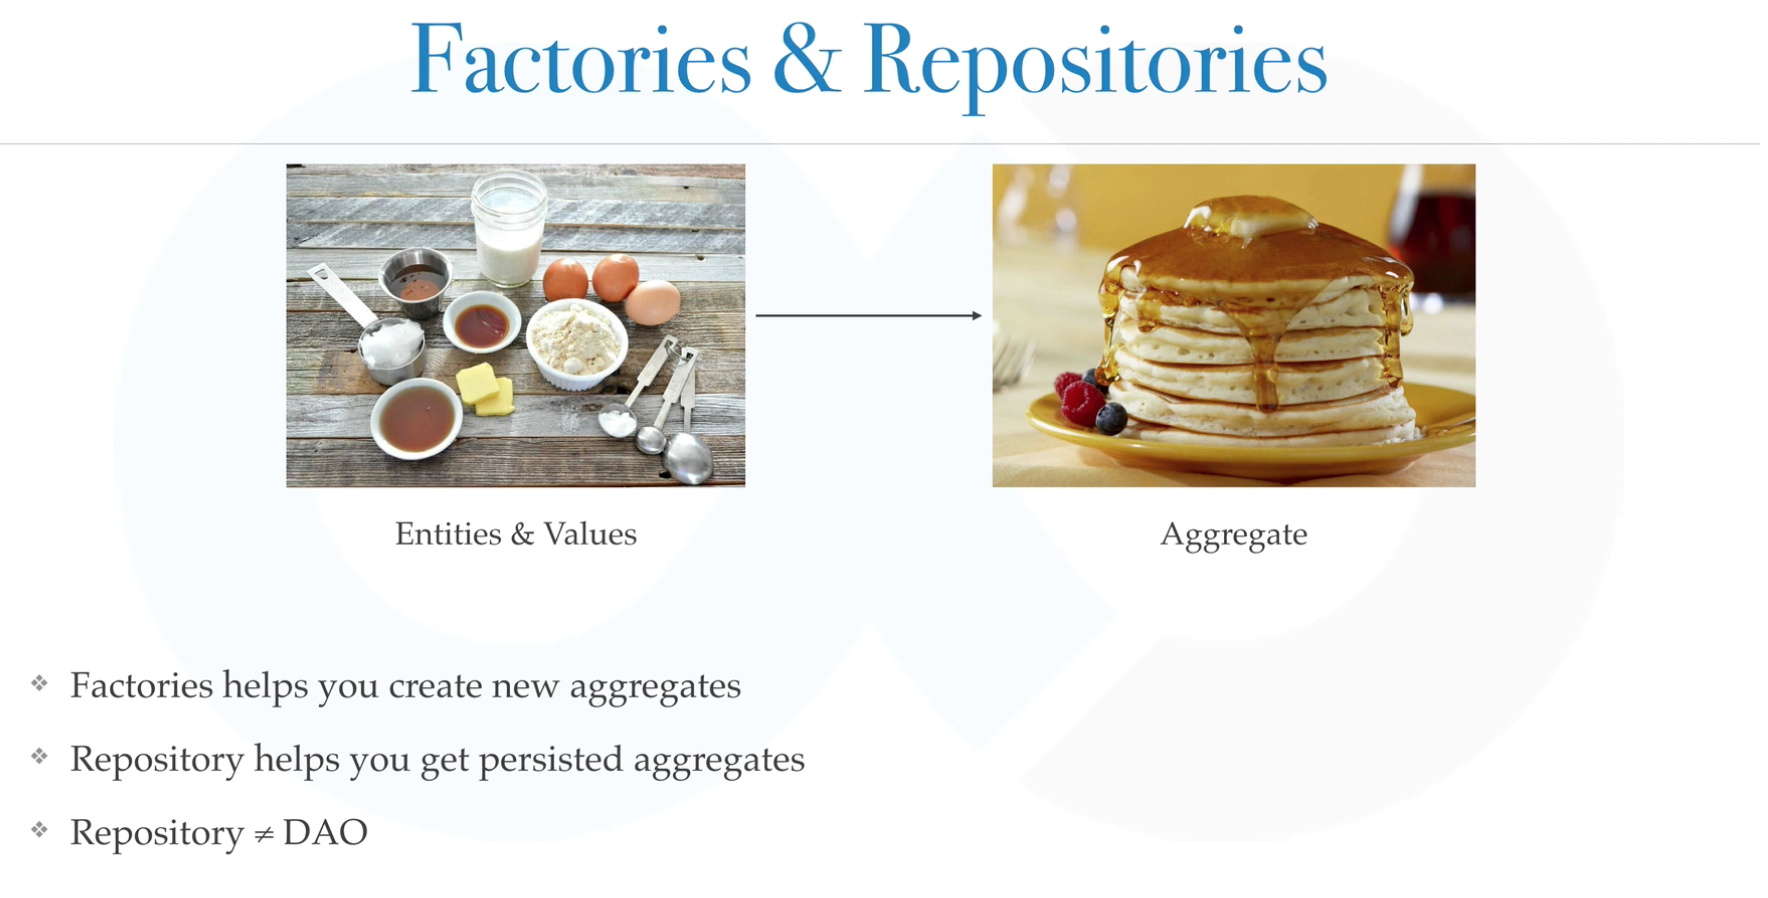 Factories & Repositories
Entities & Values
Aggregate
❖ Factories helps you create new aggregates
❖ Repository helps you get persisted aggregates
❖ Repository ≠ DAO